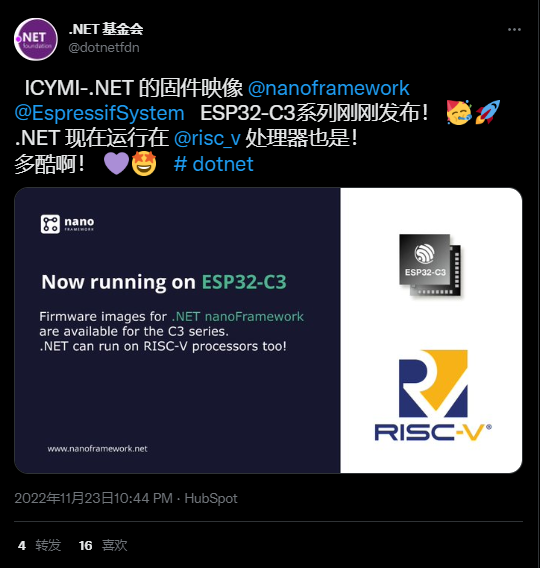 .NET 基金会
@dotnetfdn
ICYMI-.NET 的固件映像 @nanoframework
@EspressifSystem ESP32-C3系列刚刚发布！ 🥳🚀
.NET 现在运行在 @risc_v 处理器也是！
多酷啊！ 💜🤩 # dotnet
nano
FRAMEWORK
Now running on ESP32-C3
Firmware images for .NET nanoFramework
are available for the C3 series.
.NET can run on RISC-V processors too!
www.nanoframework.net
ESP32-C3
RISC-V®
2022年11月23日10:44 PM · HubSpot
4 转发 16 喜欢
NET
foundation